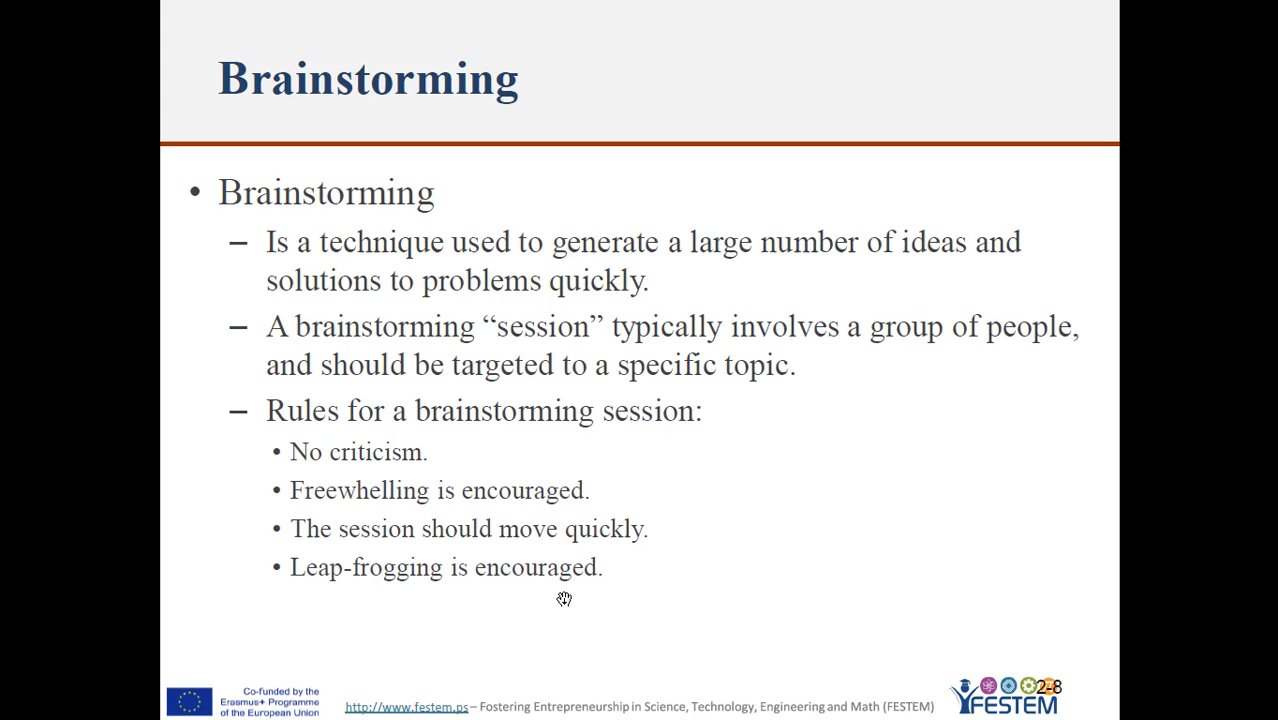 Brainstorming
• Brainstorming
– Is a technique used to generate a large number of ideas and
solutions to problems quickly.
– A brainstorming “session” typically involves a group of people,
and should be targeted to a specific topic.
– Rules for a brainstorming session:
• No criticism.
• Freewhelling is encouraged.
• The session should move quickly.
• Leap-frogging is encouraged.
Co-funded by the
Erasmus+ Programme
of the European Union
http://www.festem.ps – Fostering Entrepreneurship in Science, Technology, Engineering and Math (FESTEM)
2-8
FESTEM